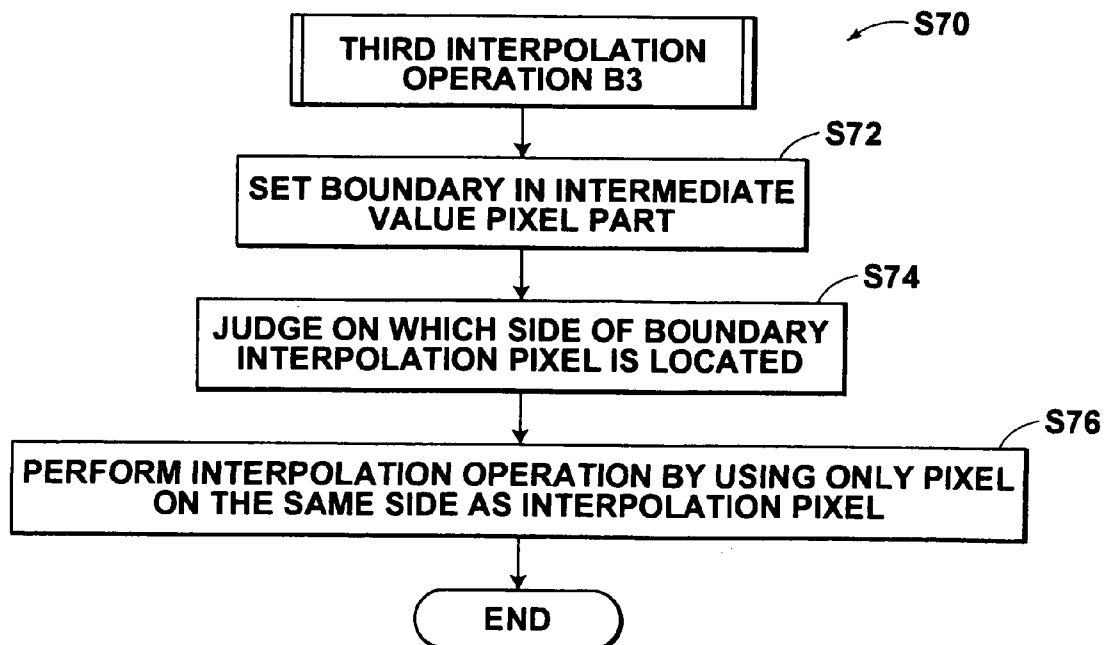 THIRD INTERPOLATION
OPERATION B3
S70
S72
SET BOUNDARY IN INTERMEDIATE
VALUE PIXEL PART
S74
JUDGE ON WHICH SIDE OF BOUNDARY
INTERPOLATION PIXEL IS LOCATED
S76
PERFORM INTERPOLATION OPERATION BY USING ONLY PIXEL
ON THE SAME SIDE AS INTERPOLATION PIXEL
END